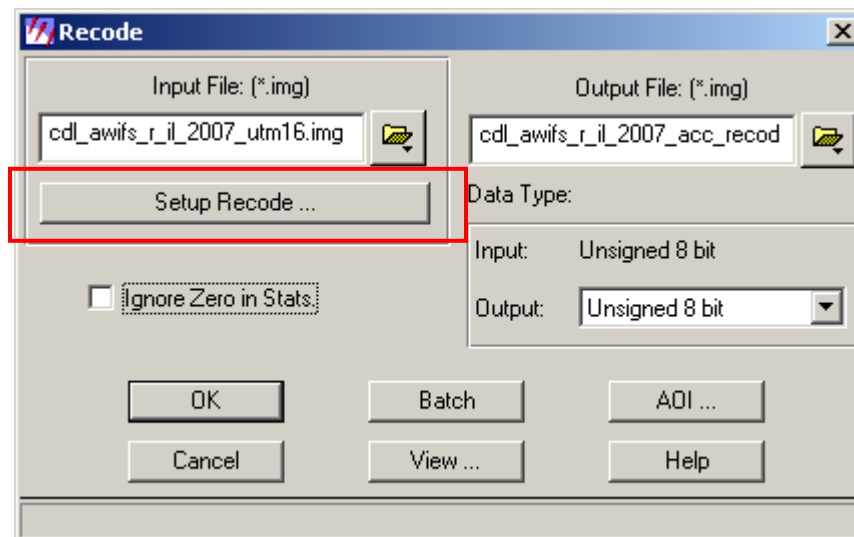 Recode
Input File: (*.img)
cdl_awifs_r_il_2007_utm16.img
Setup Recode ...
Ignore Zero in Stats.
Output File: (*.img)
cdl_awifs_r_il_2007_acc_recod
Data Type:
Input: Unsigned 8 bit
Output: Unsigned 8 bit
OK Batch AOI ...
Cancel View ... Help